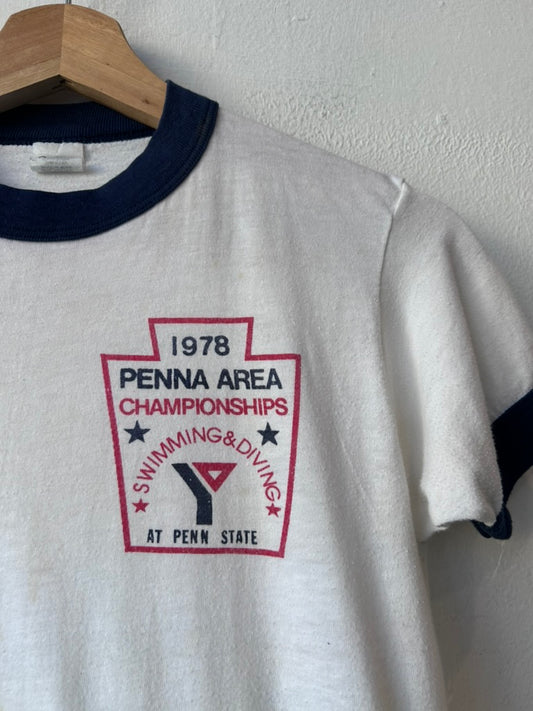 1978
PENNA AREA
CHAMPIONSHIPS
SWIMMING & DIVING
Y
AT PENN STATE